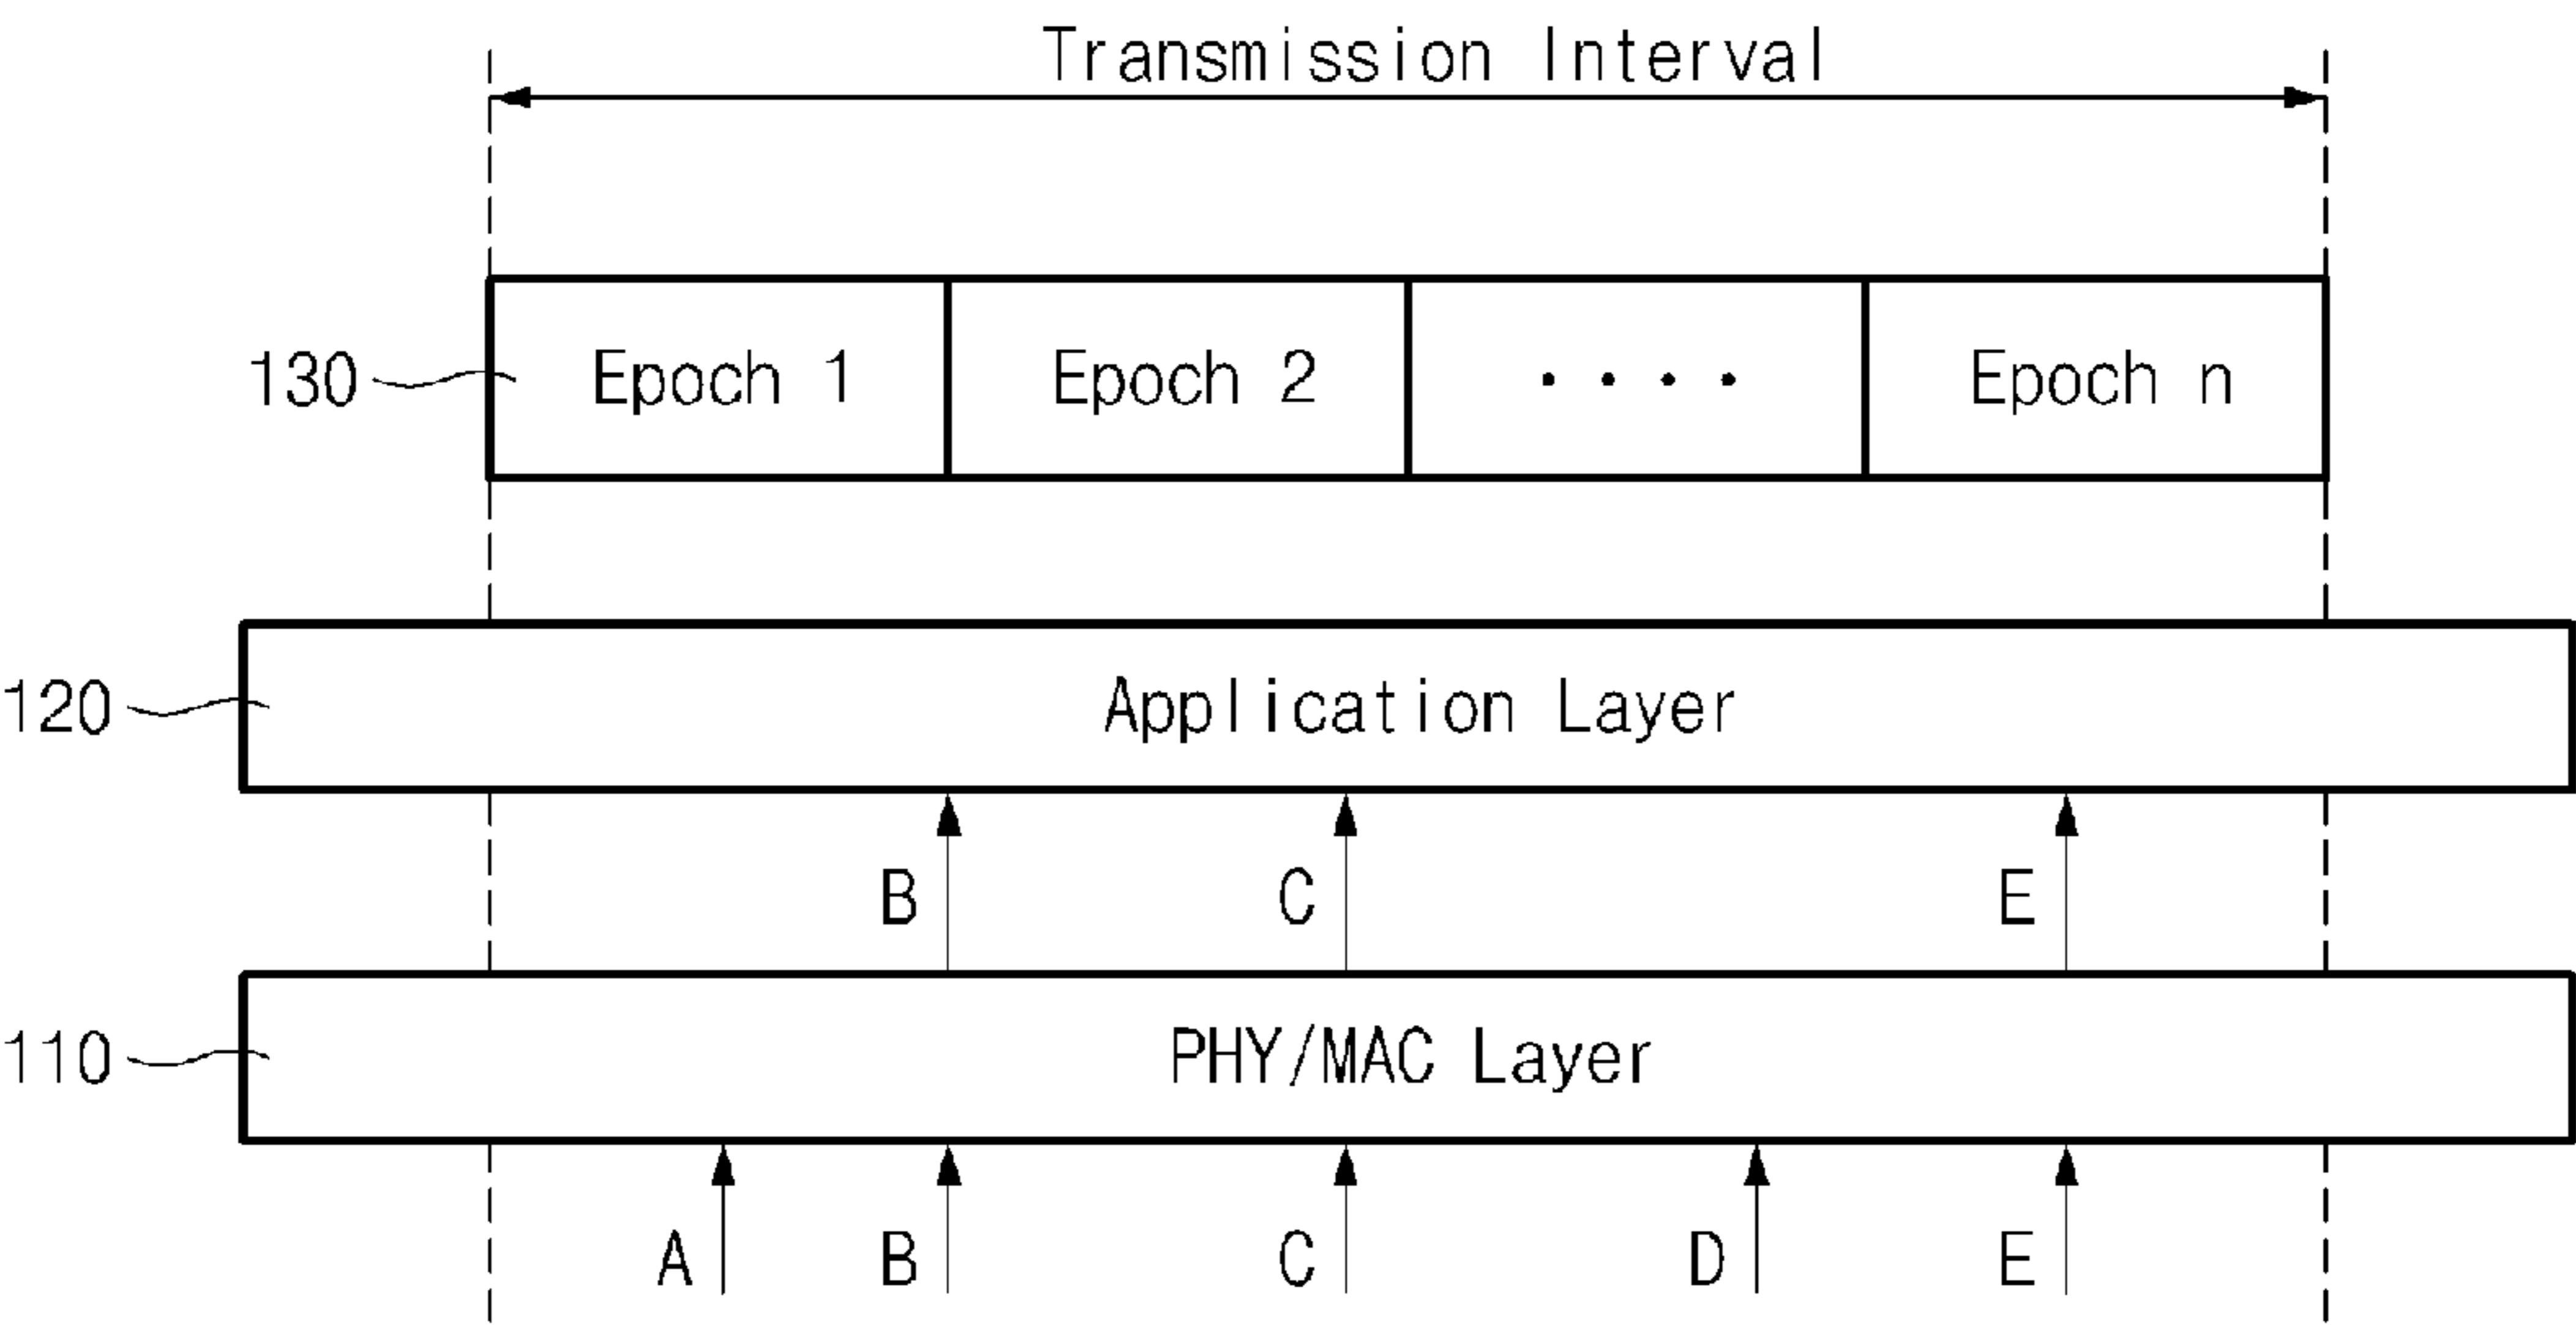 Transmission Interval
130 Epoch 1 Epoch 2 .... Epoch n
120 Application Layer
B C E
110 PHY/MAC Layer
A B C D E